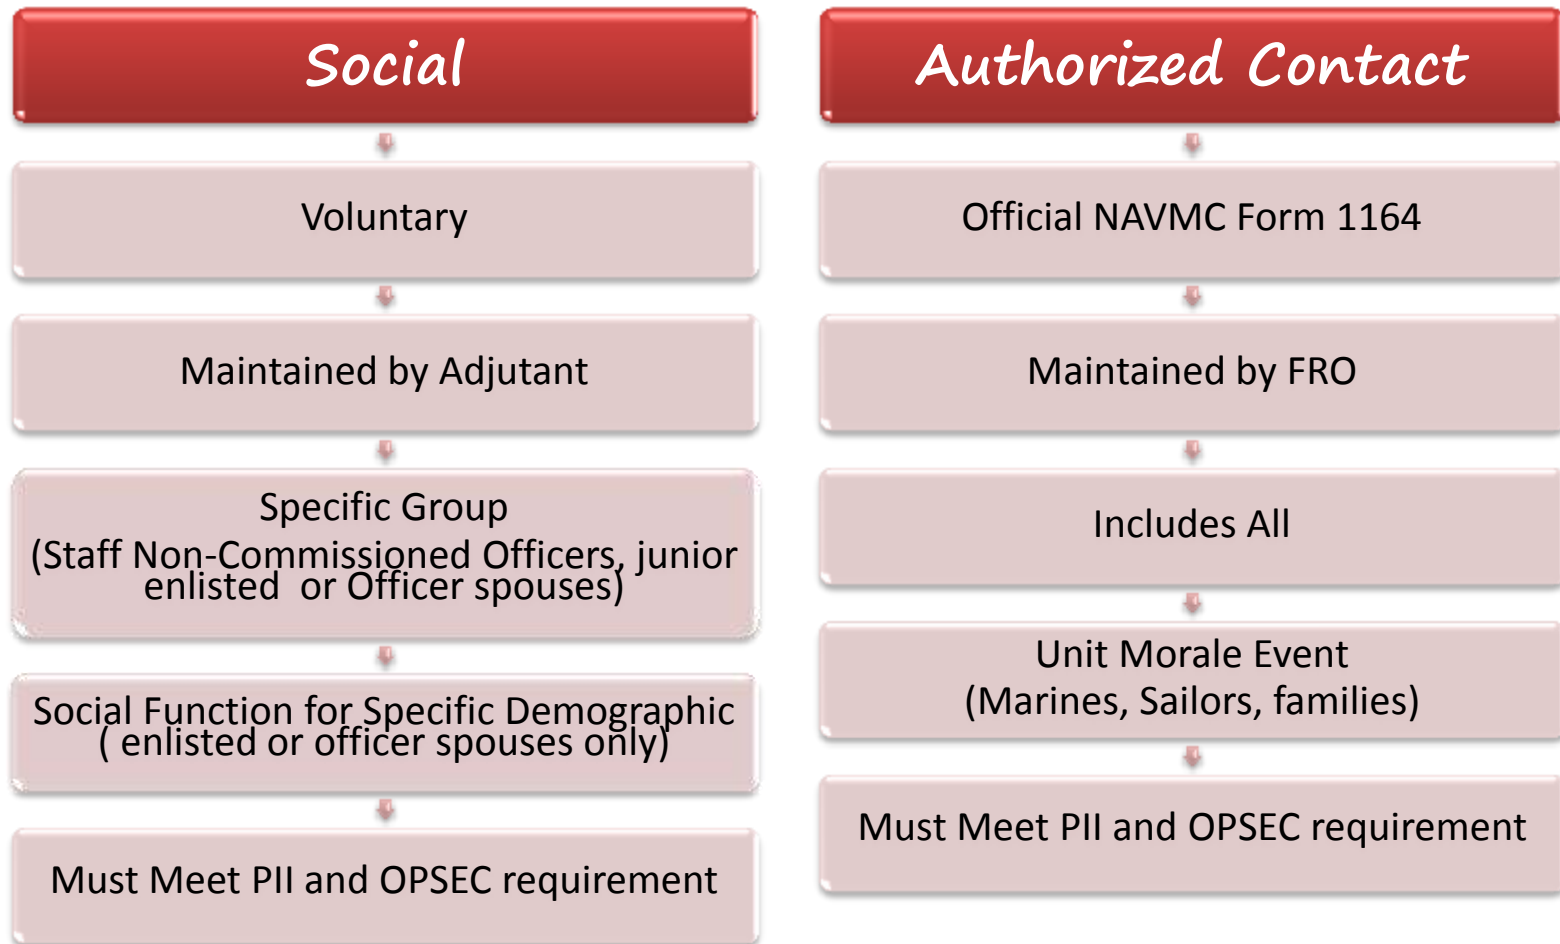 Social
Voluntary
Maintained by Adjutant
Specific Group
(Staff Non-Commissioned Officers, junior
enlisted or Officer spouses)
Social Function for Specific Demographic
( enlisted or officer spouses only)
Must Meet PII and OPSEC requirement
Authorized Contact
Official NAVMC Form 1164
Maintained by FRO
Includes All
Unit Morale Event
(Marines, Sailors, families)
Must Meet PII and OPSEC requirement